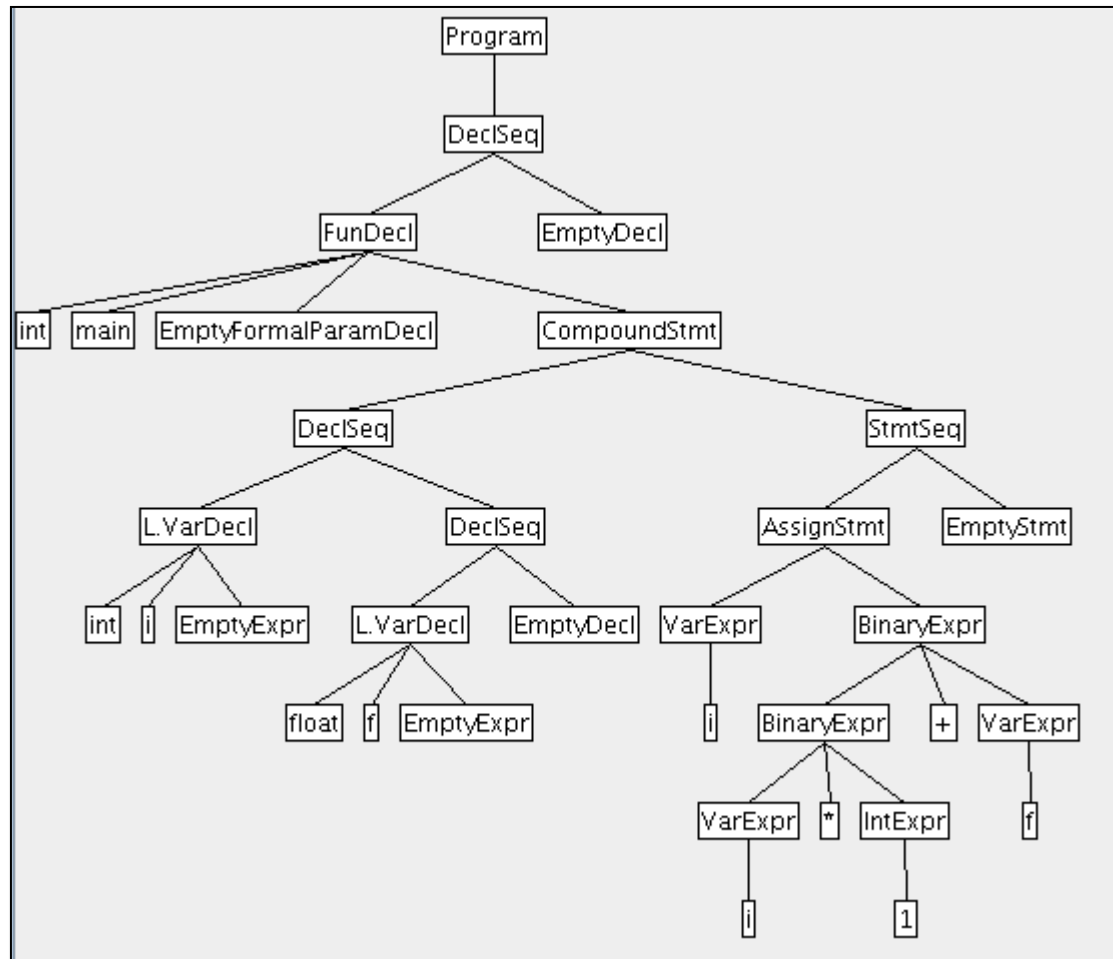 Program
DeclSeq
FunDecl EmptyDecl
int main EmptyFormalParamDecl CompoundStmt
DeclSeq StmtSeq
L.VarDecl DeclSeq AssignStmt EmptyStmt
int i EmptyExpr L.VarDecl EmptyDecl VarExpr BinaryExpr
float f EmptyExpr i BinaryExpr + VarExpr
VarExpr * IntExpr f
i 1